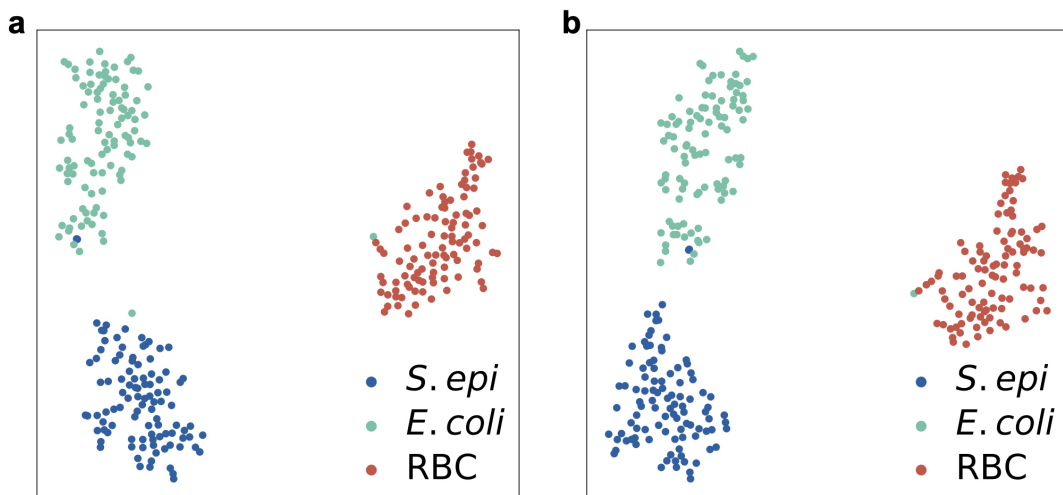 a
S. epi
E. coli
RBC
b
S. epi
E. coli
RBC